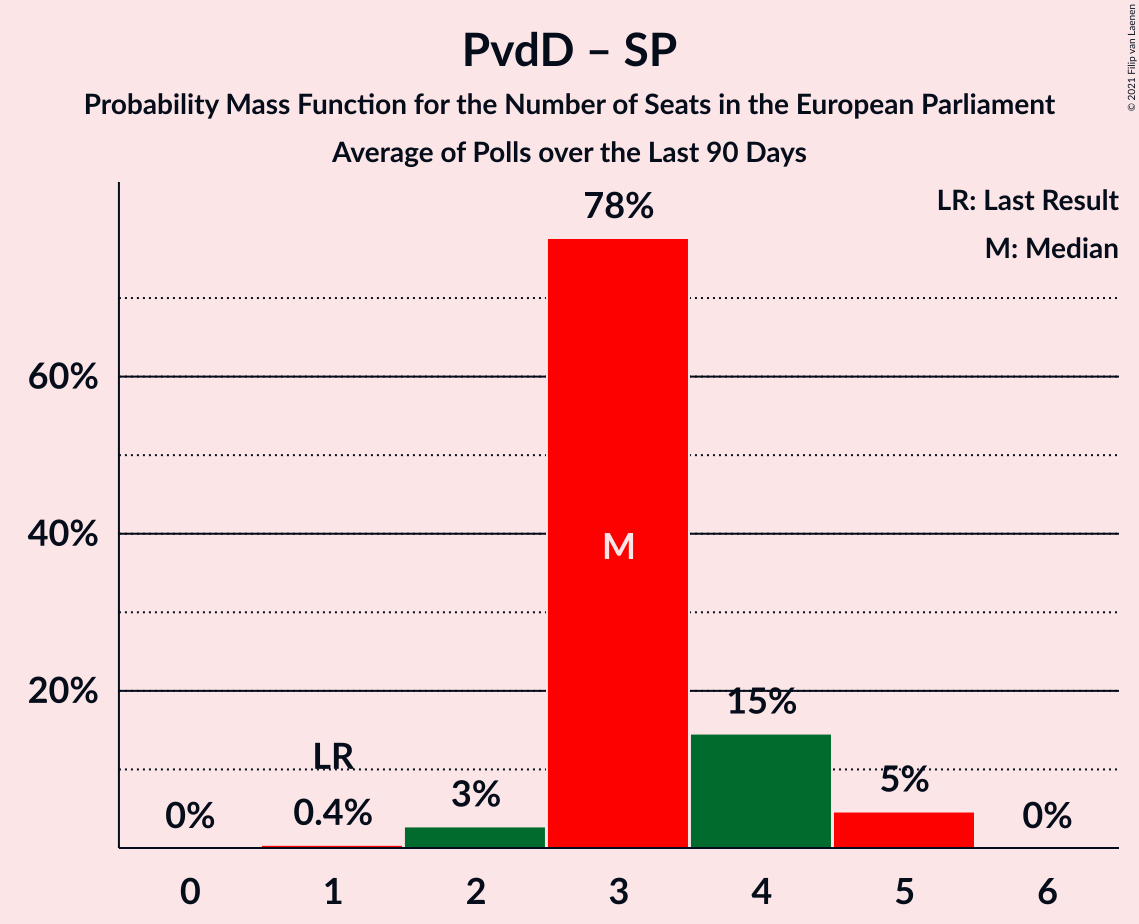 PvdD – SP
Probability Mass Function for the Number of Seats in the European Parliament
Average of Polls over the Last 90 Days
© 2021 Filip van Laenen
LR: Last Result
M: Median
78%
60%
40%
20%
M
15%
LR
0%
0.4%
3%
5%
0%
0 1 2 3 4 5 6